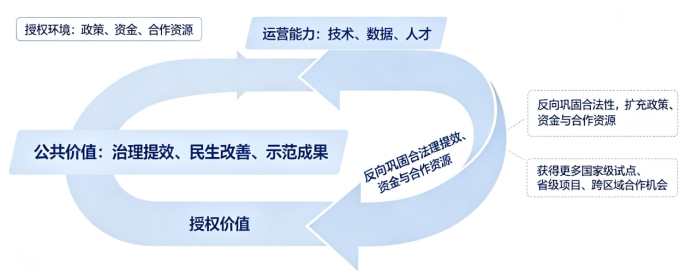 授权环境：政策、资金、合作资源
运营能力：技术、数据、人才
反向巩固合法性，扩充政策、
资金与合作资源
公共价值：治理提效、民生改善、示范成果
反向巩固合法理提效、
资金与合作资源
获得更多国家级试点、
省级项目、跨区域合作机会
授权价值